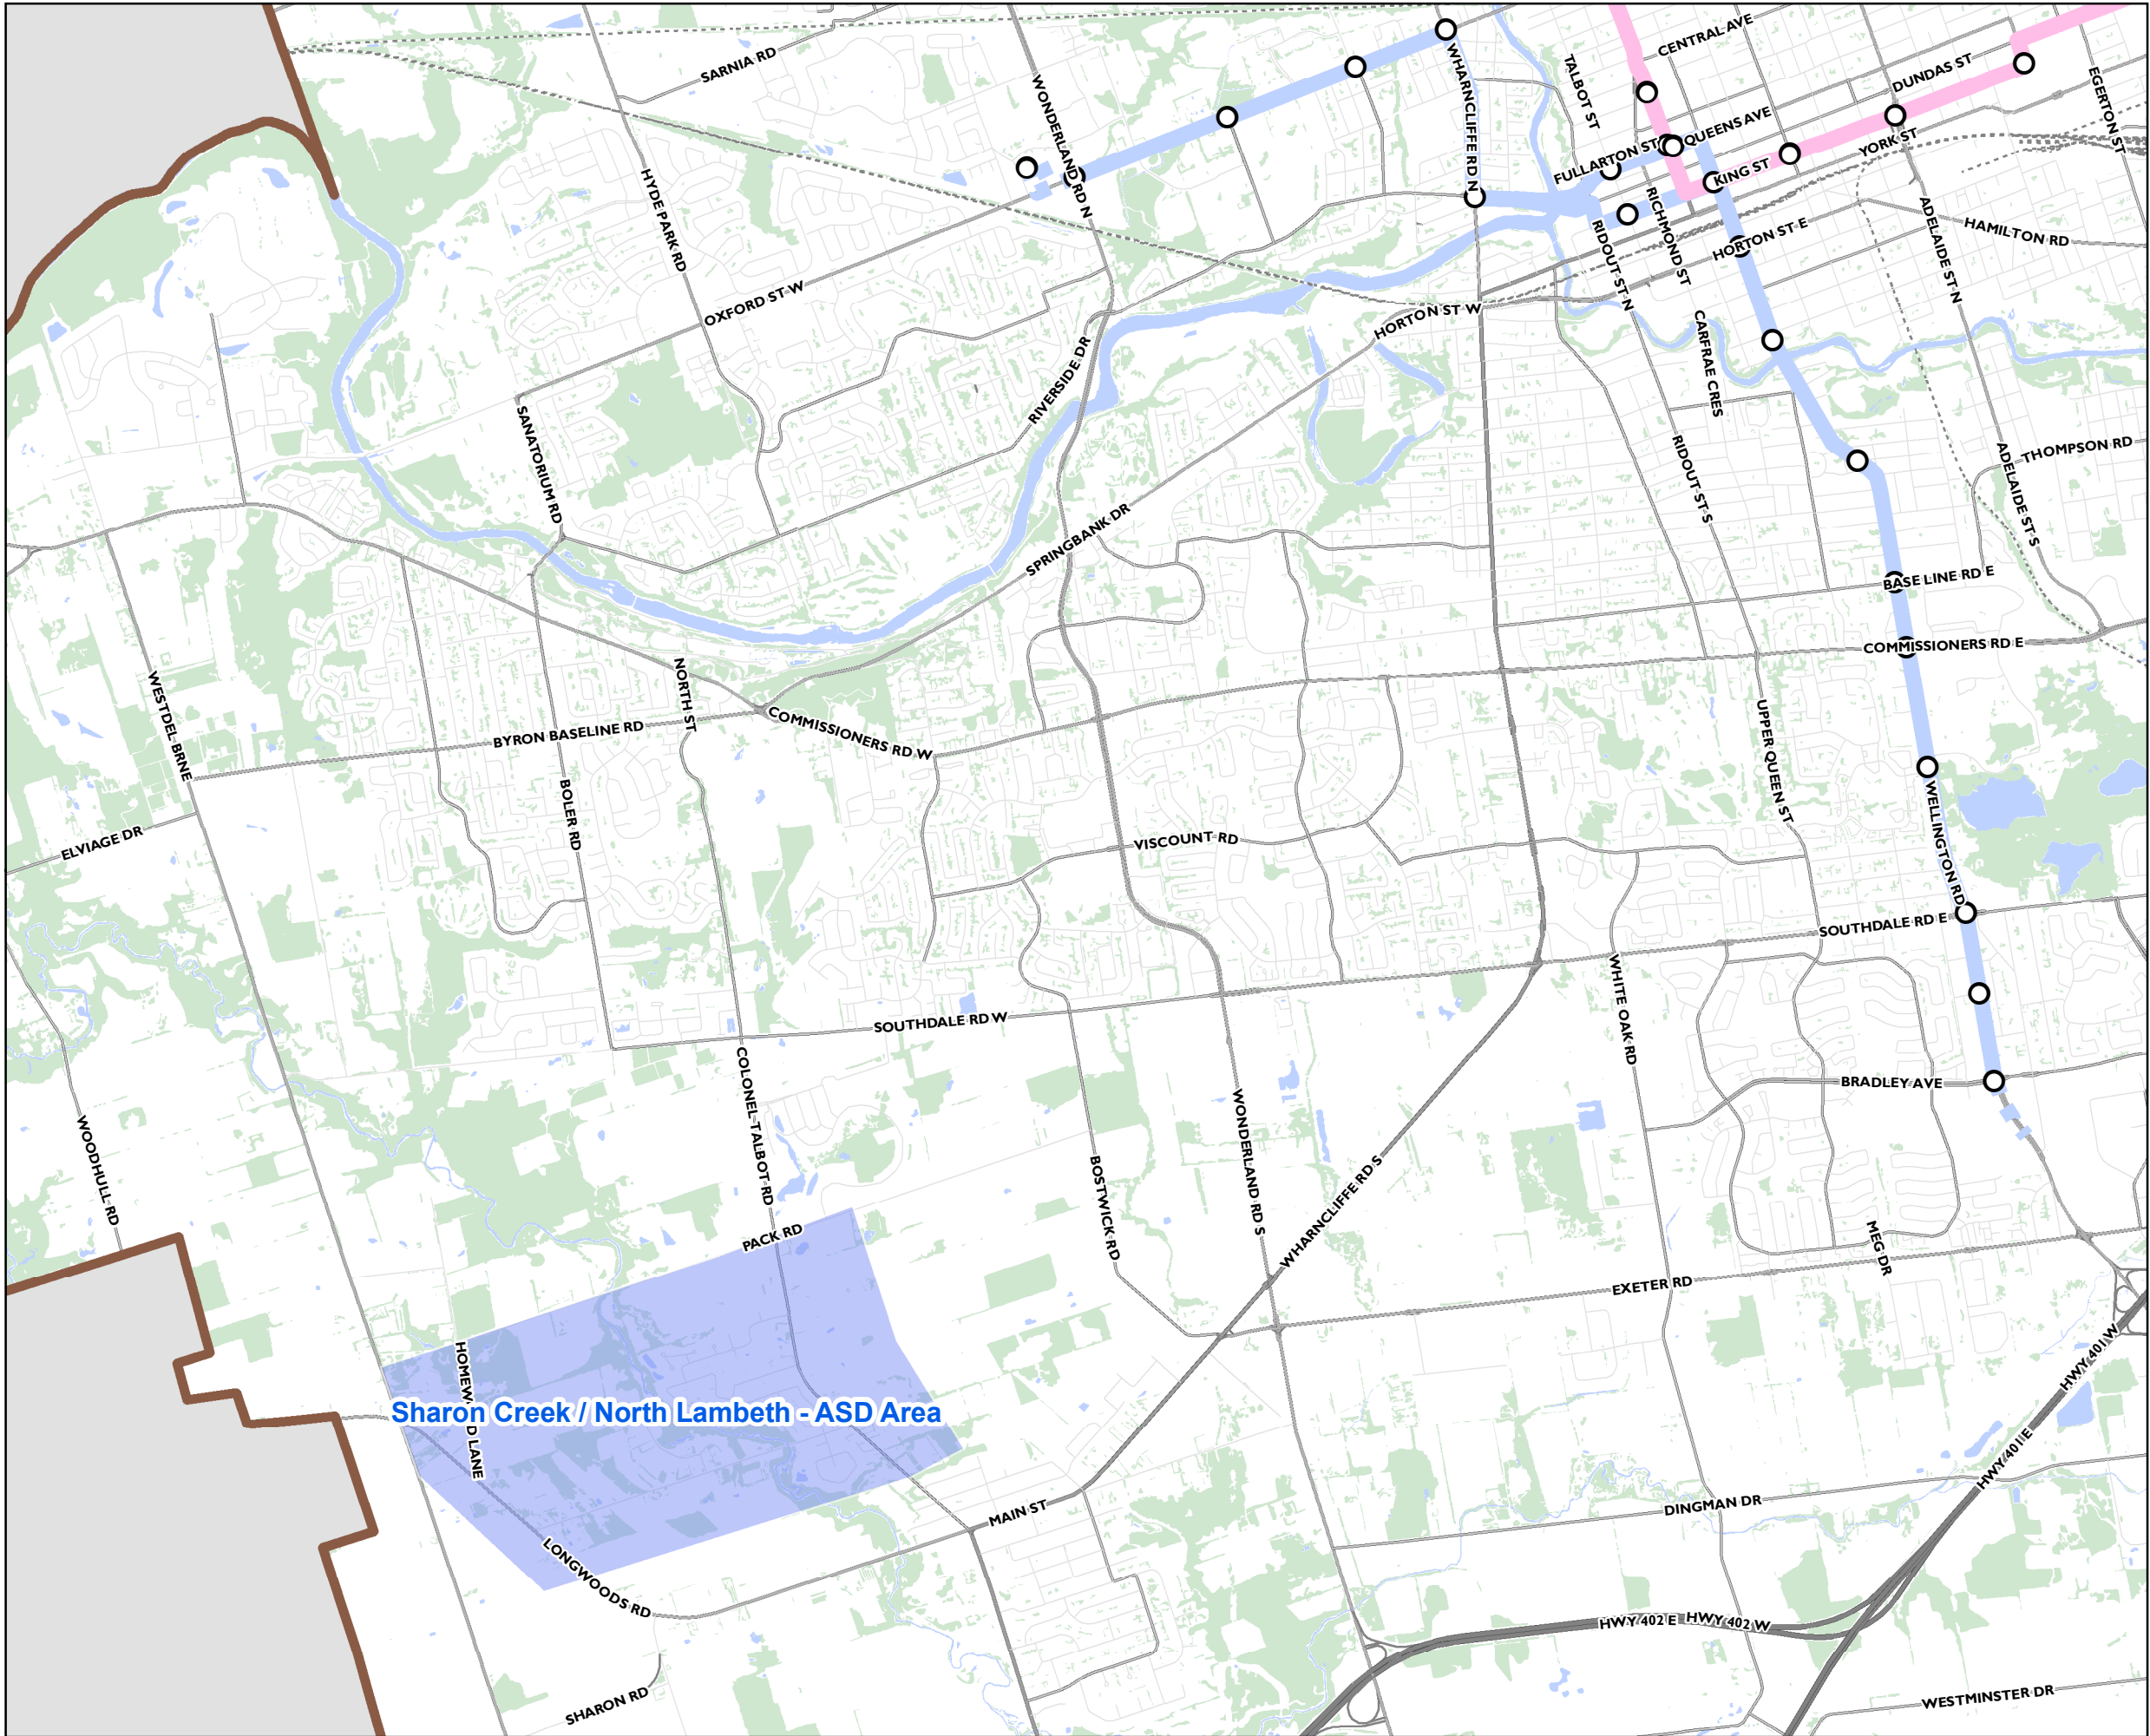 SARNIA RD
WONDERLAND RD N
WHARNCLIFFE RD N
TALBOT ST
CENTRAL AVE
DUNDAS ST
EGERTON ST
QUEENS AVE
FULLARTON ST
YORK ST
KING ST
HYDE PARK RD
RICHMOND ST
RIDOUT ST N
HORTON ST E
ADELAIDE ST N
HAMILTON RD
OXFORD ST W
HORTON ST W
CARFRAE CRES
RIVERSIDE DR
SANATORIUM RD
RIDOUT ST S
THOMPSON RD
ADELAIDE ST S
SPRINGBANK DR
BASE LINE RD E
COMMISSIONERS RD E
WESTDEL BRNE
NORTH ST
BYRON BASELINE RD
COMMISSIONERS RD W
UPPER QUEEN ST
BOLER RD
ELVIAGE DR
VISCOUNT RD
WELLINGTON RD
SOUTHDALE RD E
WHITE OAK RD
SOUTHDALE RD W
COLONEL TALBOT RD
BRADLEY AVE
WOODHULL RD
WONDERLAND RD S
BOSTWICK RD
WHARNCLIFFE RD S
PACK RD
MEG DR
EXETER RD
HWY 401 W
Sharon Creek / North Lambeth - ASD Area
LANE
HWY 401 E
MAIN ST
DINGMAN DR
LONGWOODS RD
HWY 402 E
HWY 402 W
SHARON RD
WESTMINSTER DR